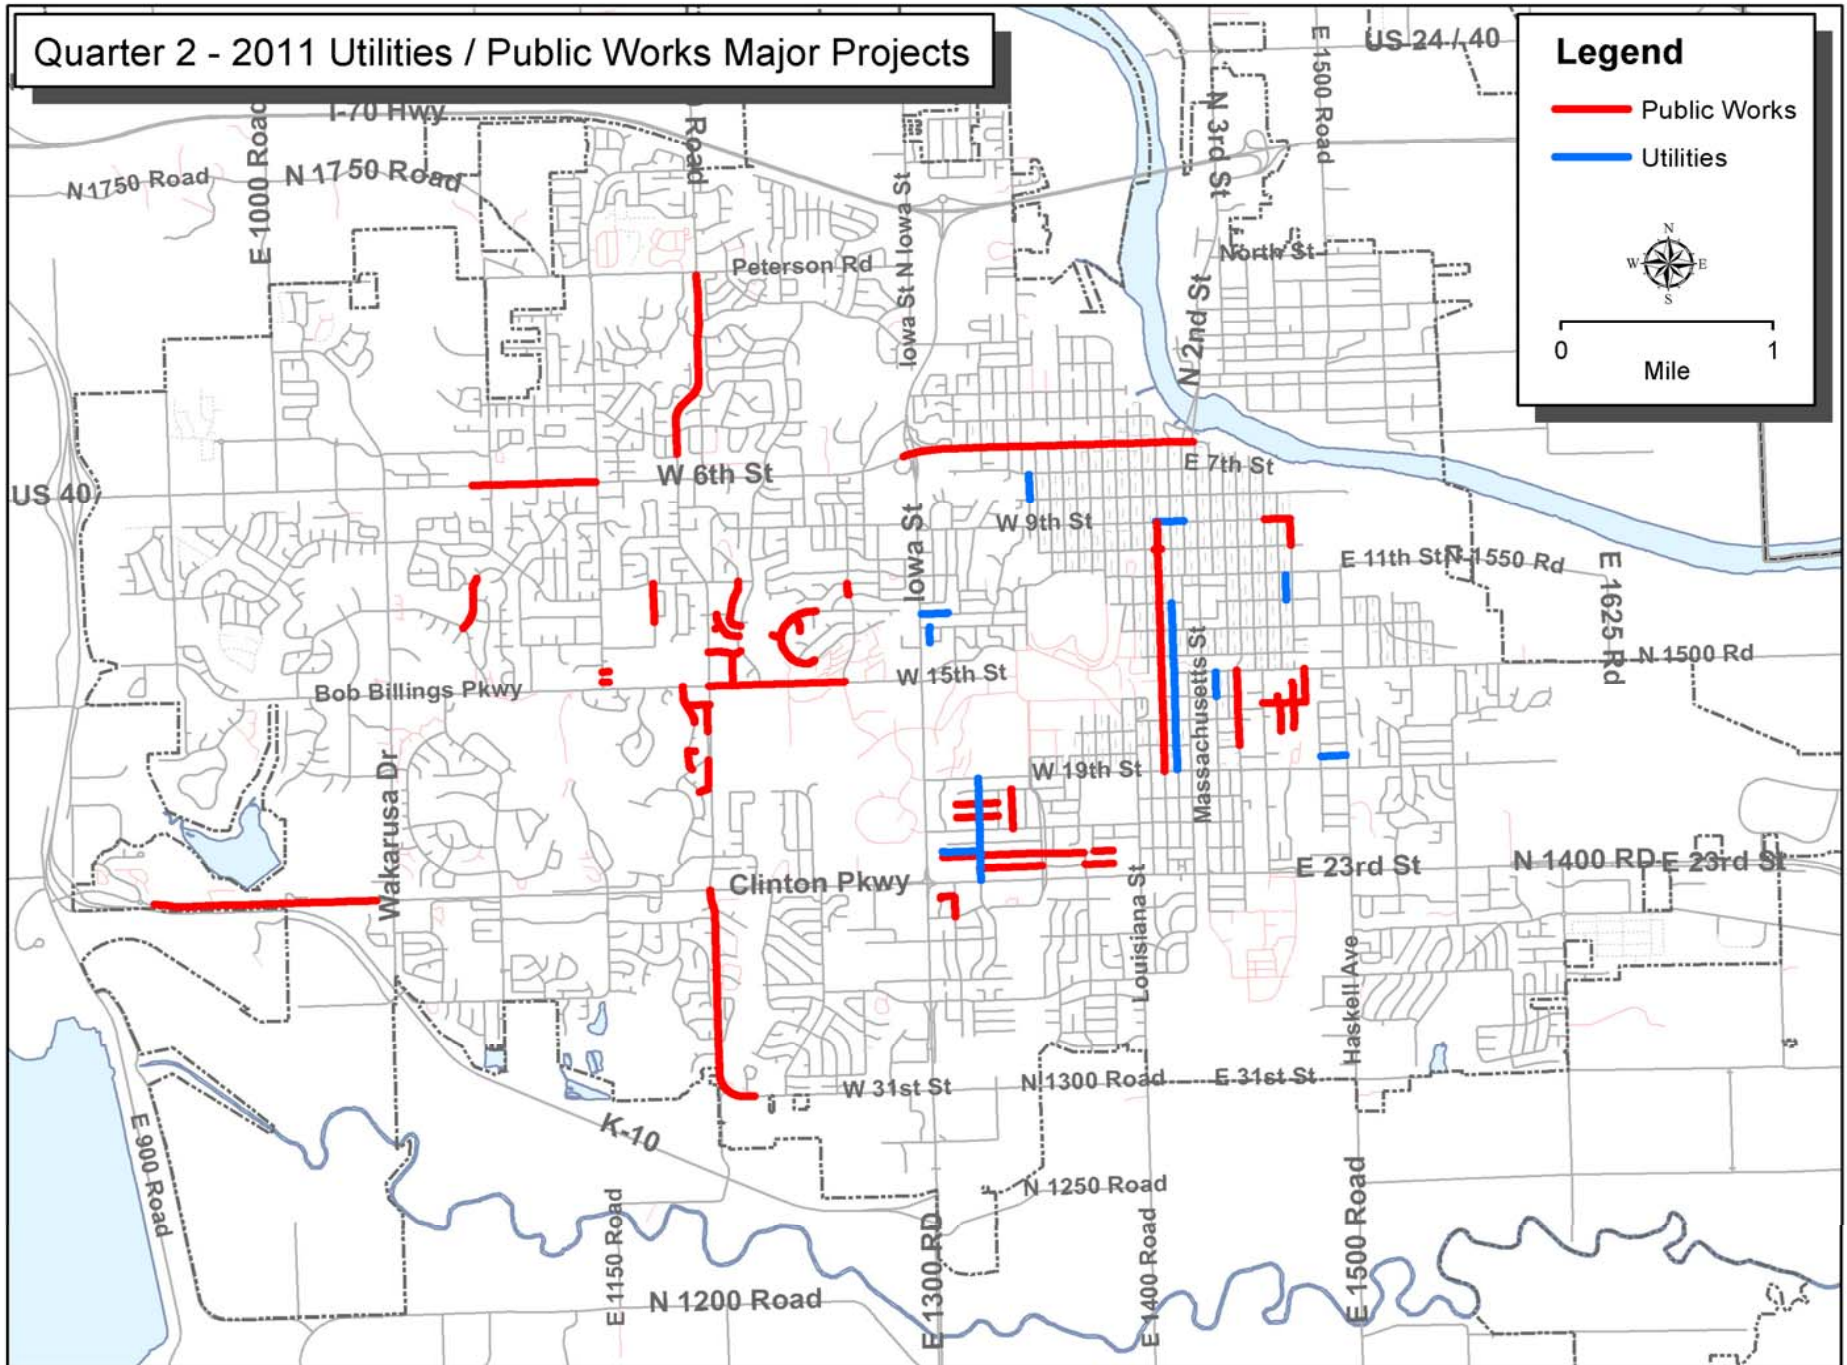 Quarter 2 - 2011 Utilities / Public Works Major Projects
Legend
Public Works
Utilities
N
W
E
S
0
1
Mile
US 24 / 40
E 1500 Road
N 3rd St
I-70 Hwy
E 1000 Road
N 1750 Road
N 1750 Road
Road
Iowa St N Iowa St
North St
Peterson Rd
N 2nd St
W 6th St
E 7th St
US 40
W 9th St
Iowa St
E 11th St
N 1550 Rd
E 1625 Rd
N 1500 Rd
Massachusetts St
W 15th St
Bob Billings Pkwy
Wakarusa Dr
W 19th St
E 23rd St
N 1400 RD
E 23rd St
Clinton Pkwy
Louisiana St
Haskell Ave
W 31st St
N 1300 Road
E 31st St
K-10
E 900 Road
N 1250 Road
E 1150 Road
E 1300 RD
E 1400 Road
E 1500 Road
N 1200 Road